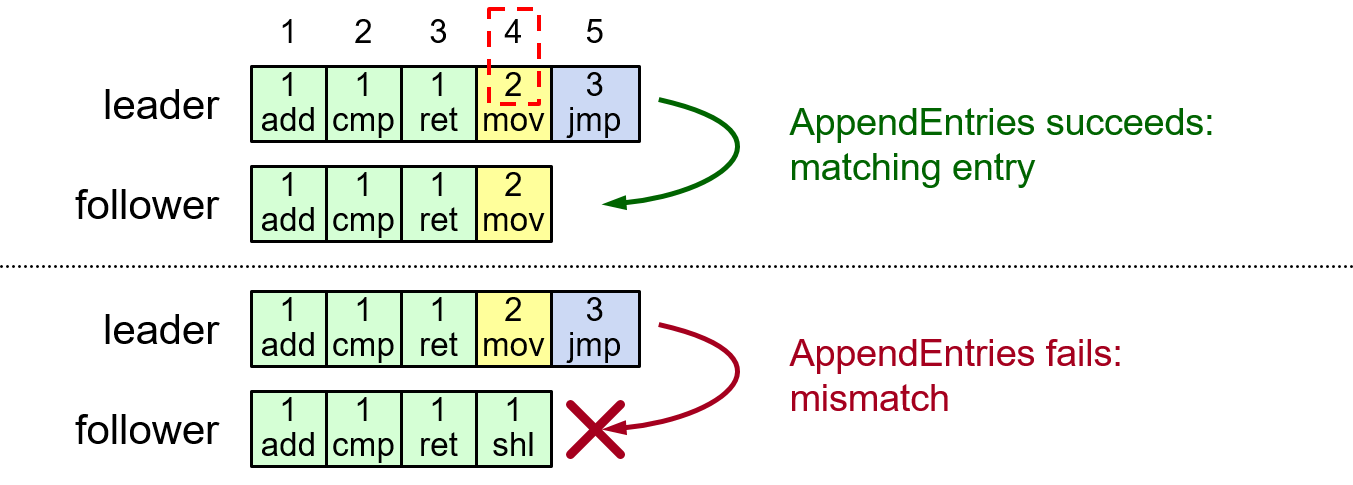 1 2 3 4 5
leader
1 1 1 2 3
add cmp ret mov jmp
AppendEntries succeeds:
matching entry
follower
1 1 1 2
add cmp ret mov
leader
1 1 1 2 3
add cmp ret mov jmp
AppendEntries fails:
mismatch
follower
1 1 1 1
add cmp ret shl